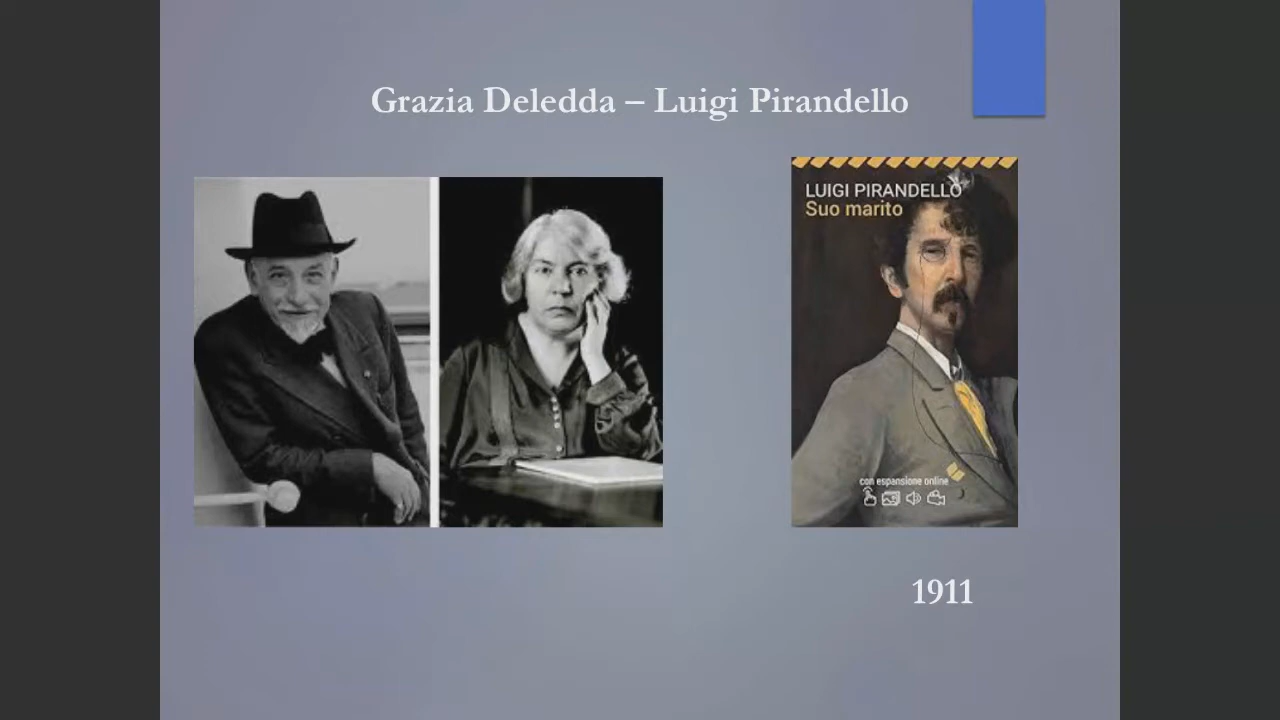 Grazia Deledda – Luigi Pirandello
LUIGI PIRANDELLO
Suo marito
con espansione online
1911